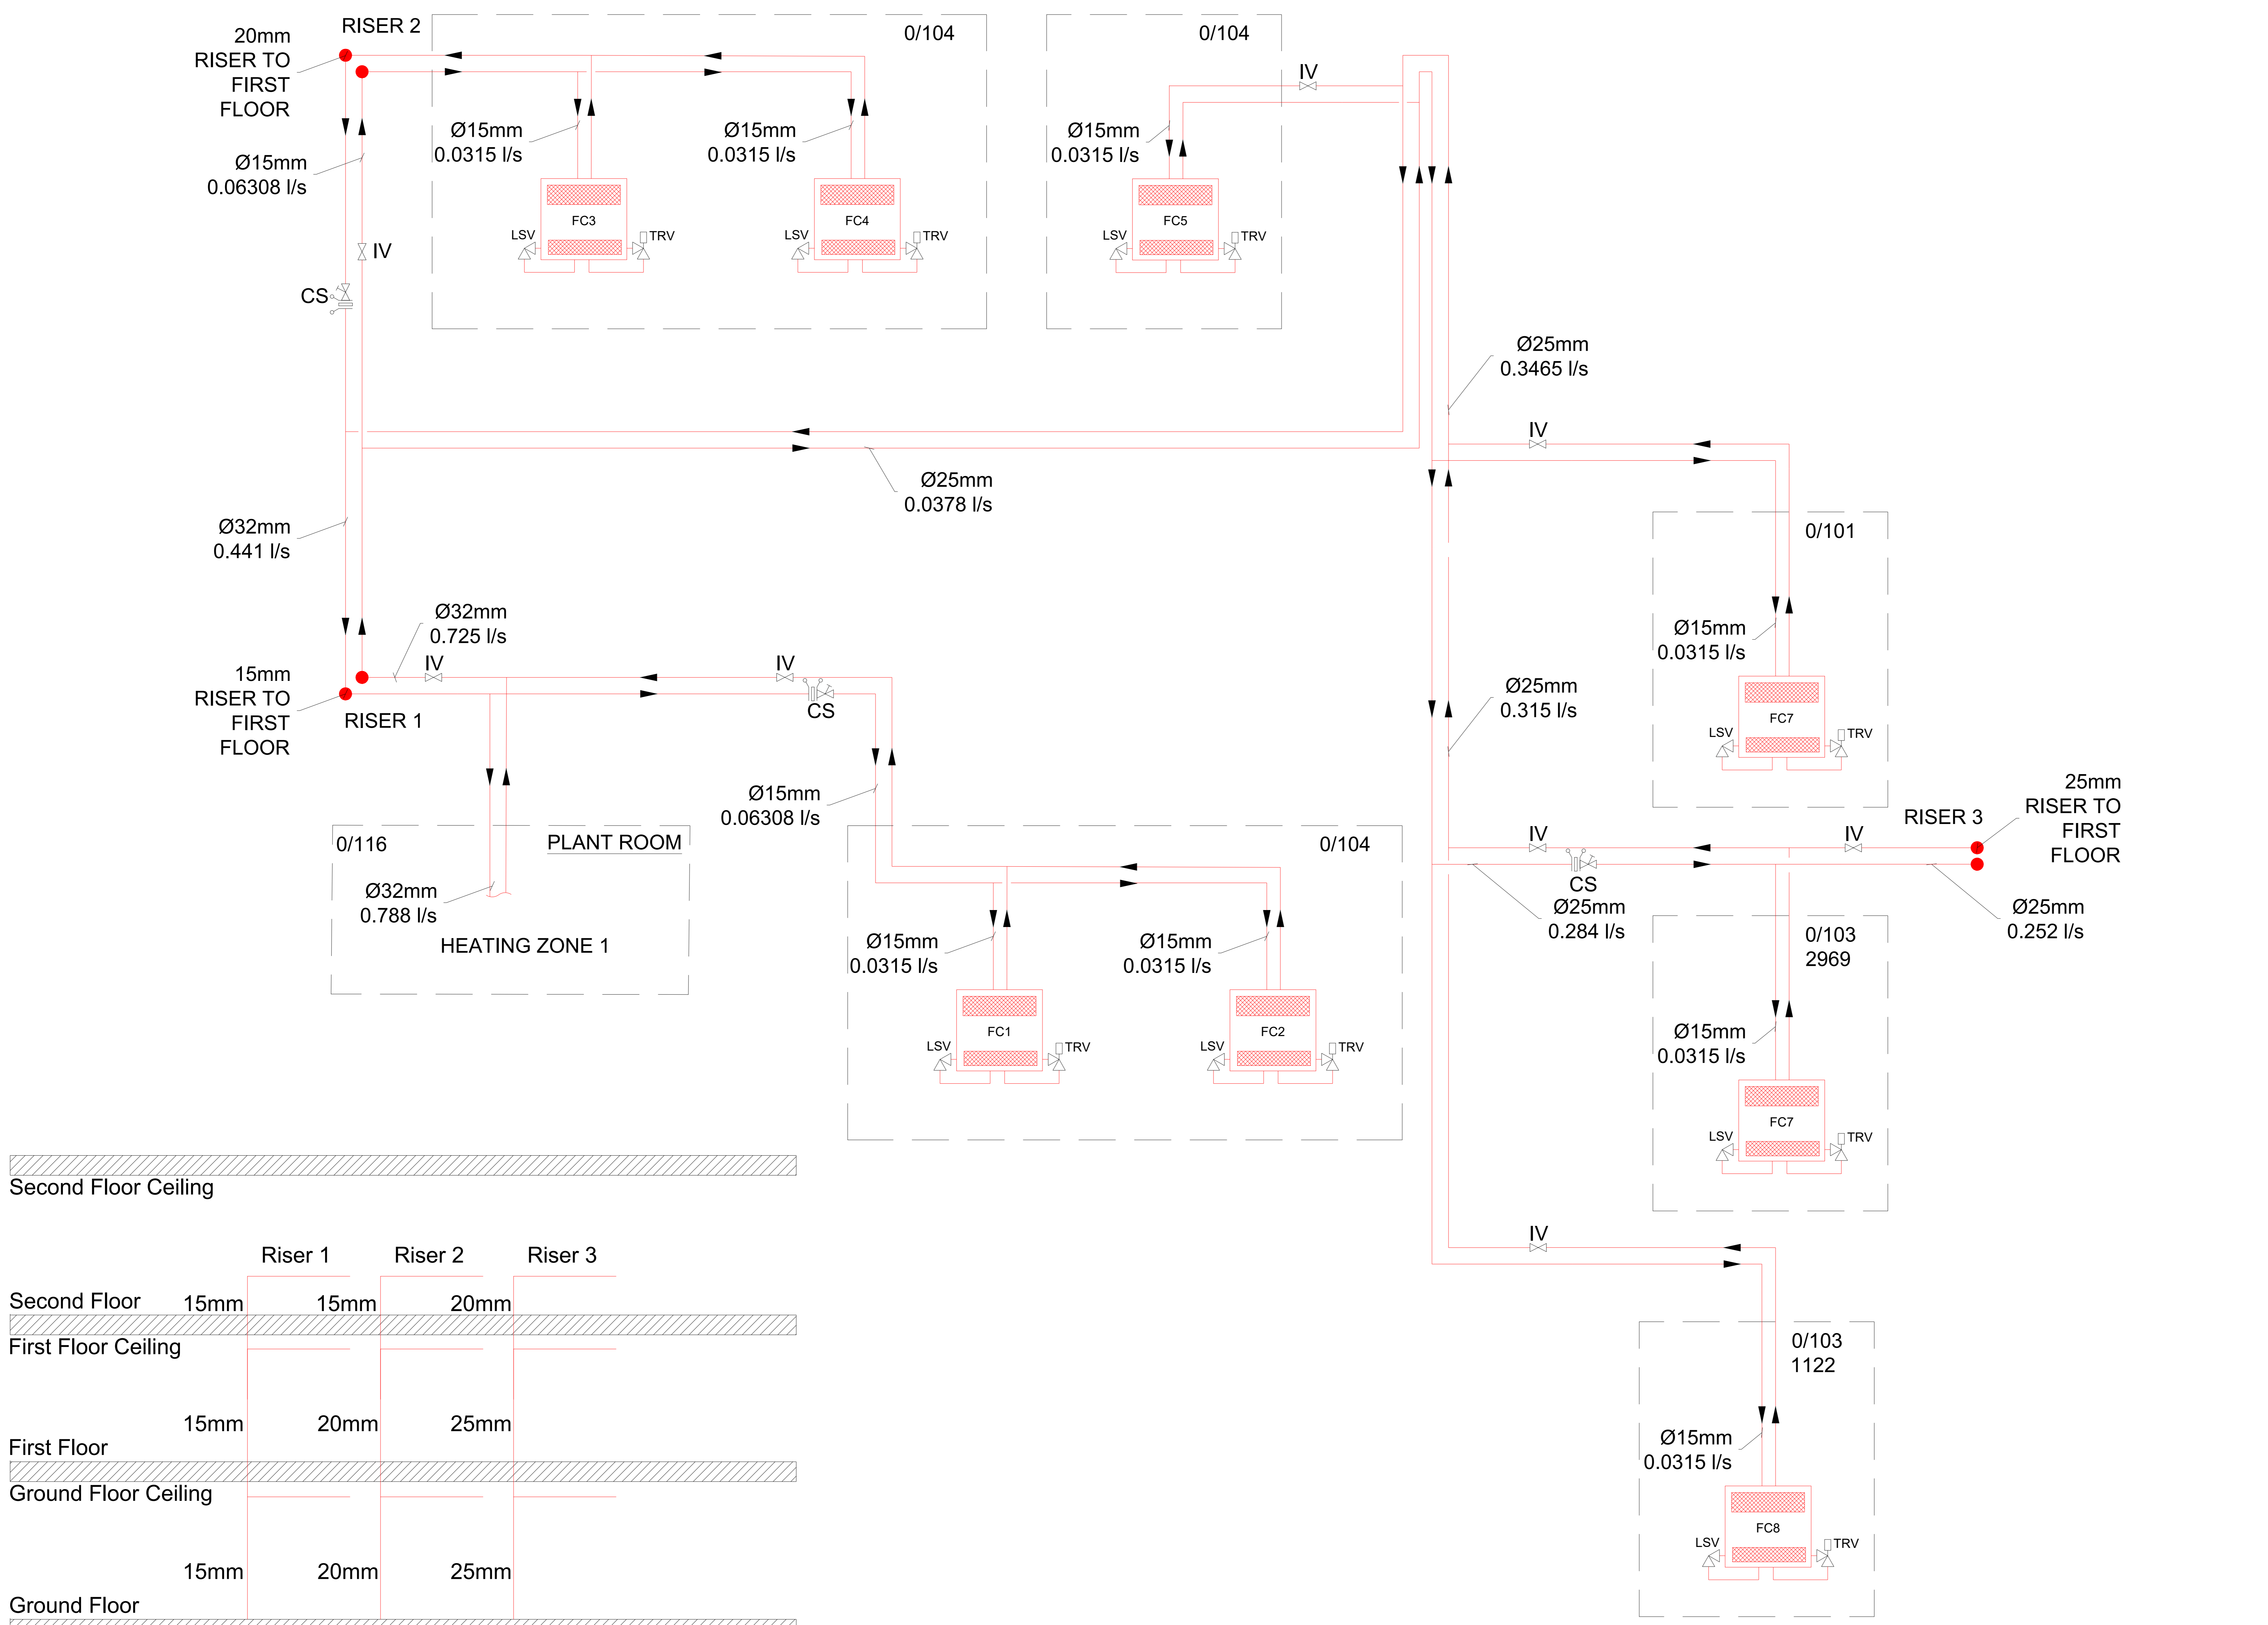 RISER 2
20mm
RISER TO
FIRST
FLOOR
0/104
0/104
IV
Ø15mm
0.0315 l/s
Ø15mm
0.0315 l/s
Ø15mm
0.0315 l/s
Ø15mm
0.06308 l/s
FC3
LSV
TRV
FC4
LSV
TRV
FC5
LSV
TRV
IV
CS
Ø25mm
0.3465 l/s
IV
Ø25mm
0.0378 l/s
Ø32mm
0.441 l/s
0/101
Ø32mm
0.725 l/s
IV
IV
CS
15mm
RISER TO
FIRST
FLOOR
RISER 1
Ø15mm
0.0315 l/s
Ø25mm
0.315 l/s
FC7
LSV
TRV
Ø15mm
0.06308 l/s
25mm
RISER TO
FIRST
FLOOR
RISER 3
IV
IV
CS
Ø25mm
0.284 l/s
Ø25mm
0.252 l/s
0/116
PLANT ROOM
Ø32mm
0.788 l/s
HEATING ZONE 1
0/104
Ø15mm
0.0315 l/s
Ø15mm
0.0315 l/s
FC1
LSV
TRV
FC2
LSV
TRV
0/103
2969
Ø15mm
0.0315 l/s
FC7
LSV
TRV
IV
0/103
1122
Ø15mm
0.0315 l/s
FC8
LSV
TRV
Second Floor Ceiling
Riser 1
Riser 2
Riser 3
Second Floor
15mm
15mm
20mm
First Floor Ceiling
15mm
20mm
25mm
First Floor
Ground Floor Ceiling
15mm
20mm
25mm
Ground Floor